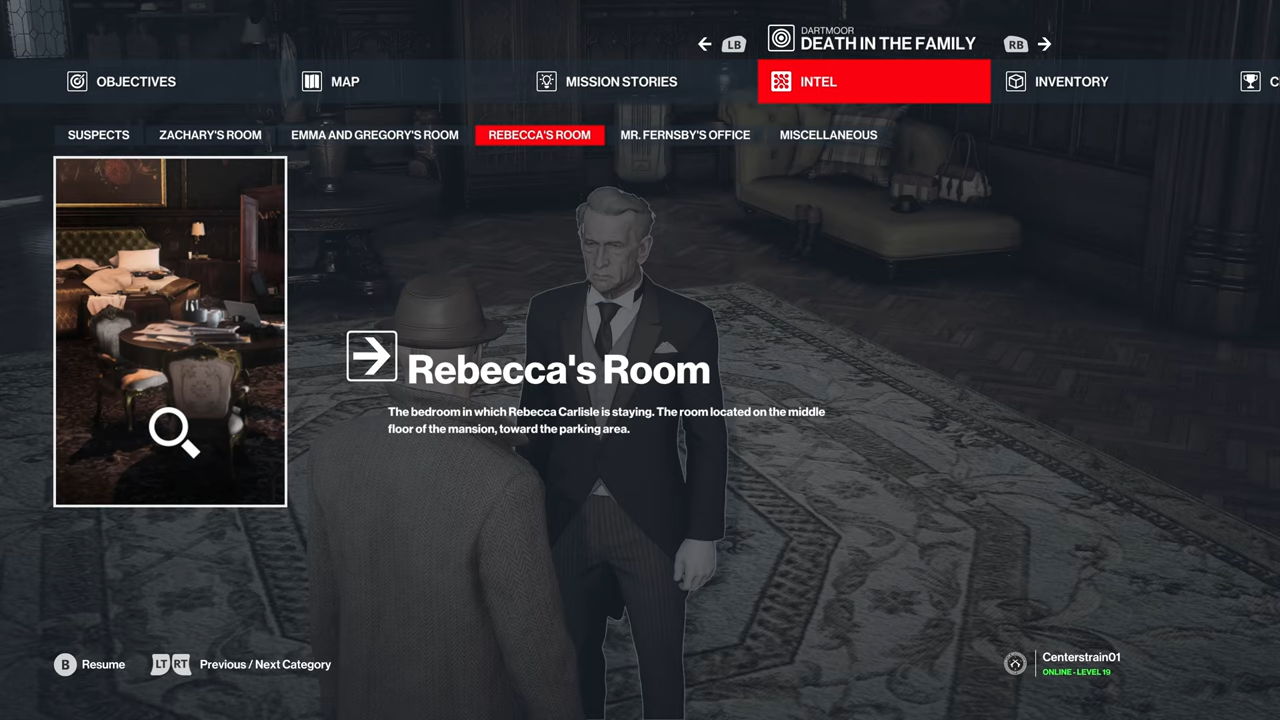 DARTMOOR
LB DEATH IN THE FAMILY RB
OBJECTIVES MAP MISSION STORIES INTEL INVENTORY C
SUSPECTS ZACHARY'S ROOM EMMA AND GREGORY'S ROOM REBECCA'S ROOM MR. FERNSBY'S OFFICE MISCELLANEOUS
Rebecca's Room
The bedroom in which Rebecca Carlisle is staying. The room located on the middle
floor of the mansion, toward the parking area.
B Resume LT RT Previous / Next Category
Centerstrain01
ONLINE - LEVEL 19